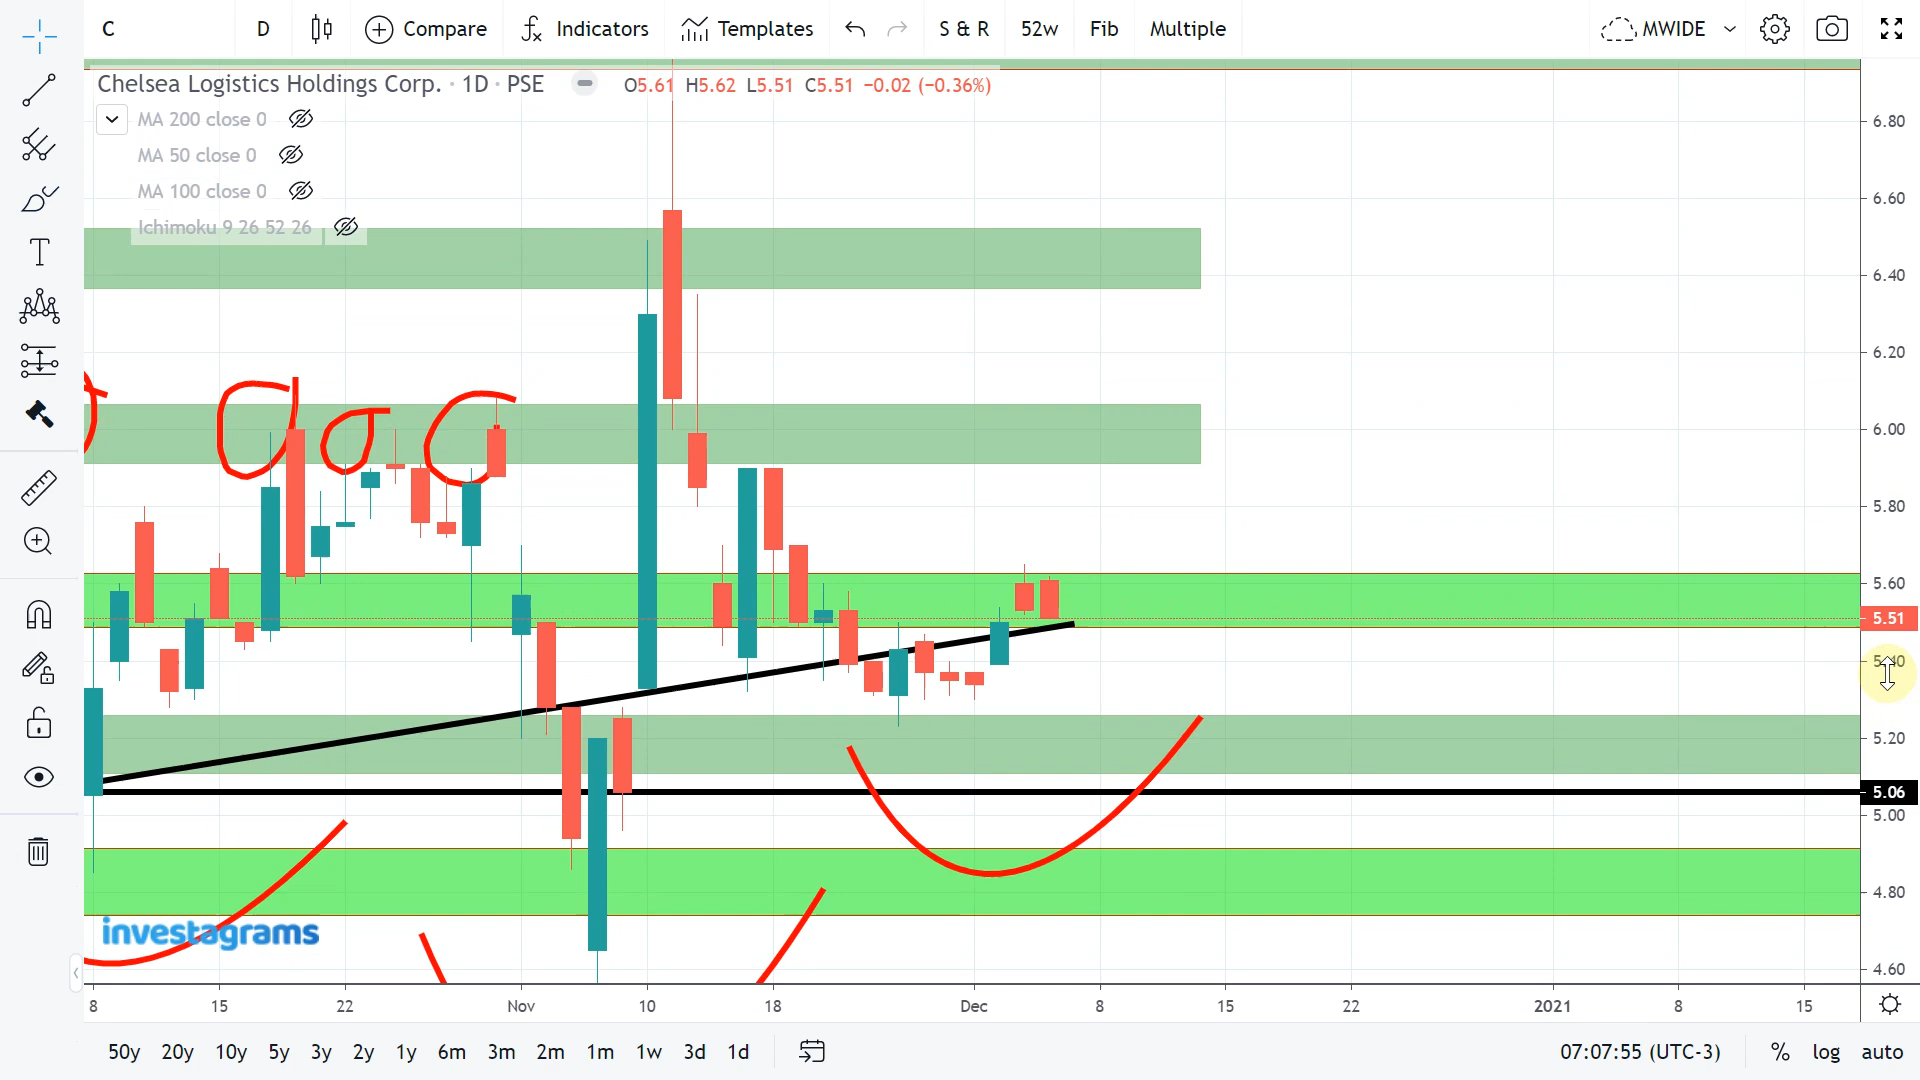 C D Compare Indicators Templates S & R 52w Fib Multiple MWIDE
Chelsea Logistics Holdings Corp. · 1D · PSE O5.61 H5.62 L5.51 C5.51 −0.02 (−0.36%)
MA 200 close 0
MA 50 close 0
MA 100 close 0
Ichimoku 9 26 52 26
6.80
6.60
6.40
6.20
6.00
5.80
5.60
5.51
5.40
5.20
5.06
5.00
4.80
4.60
investagrams
8 15 22 Nov 10 18 Dec 8 15 22 2021 8 15
50y 20y 10y 5y 3y 2y 1y 6m 3m 2m 1m 1w 3d 1d 07:07:55 (UTC-3) % log auto